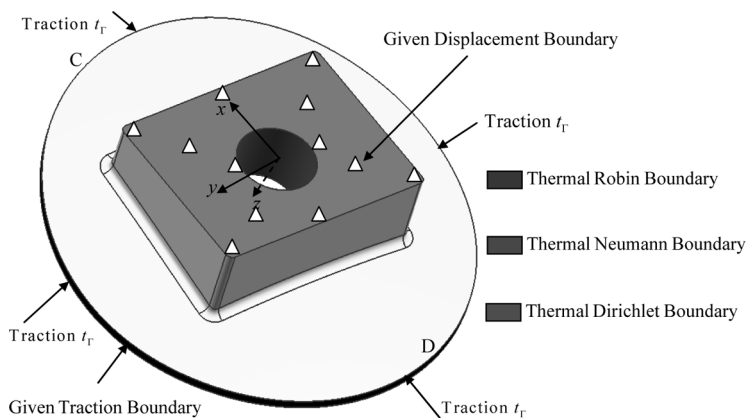 Traction tΓ
C
Given Displacement Boundary
x
Traction tΓ
y
z
Thermal Robin Boundary
Thermal Neumann Boundary
Thermal Dirichlet Boundary
Traction tΓ
D
Given Traction Boundary
Traction tΓ